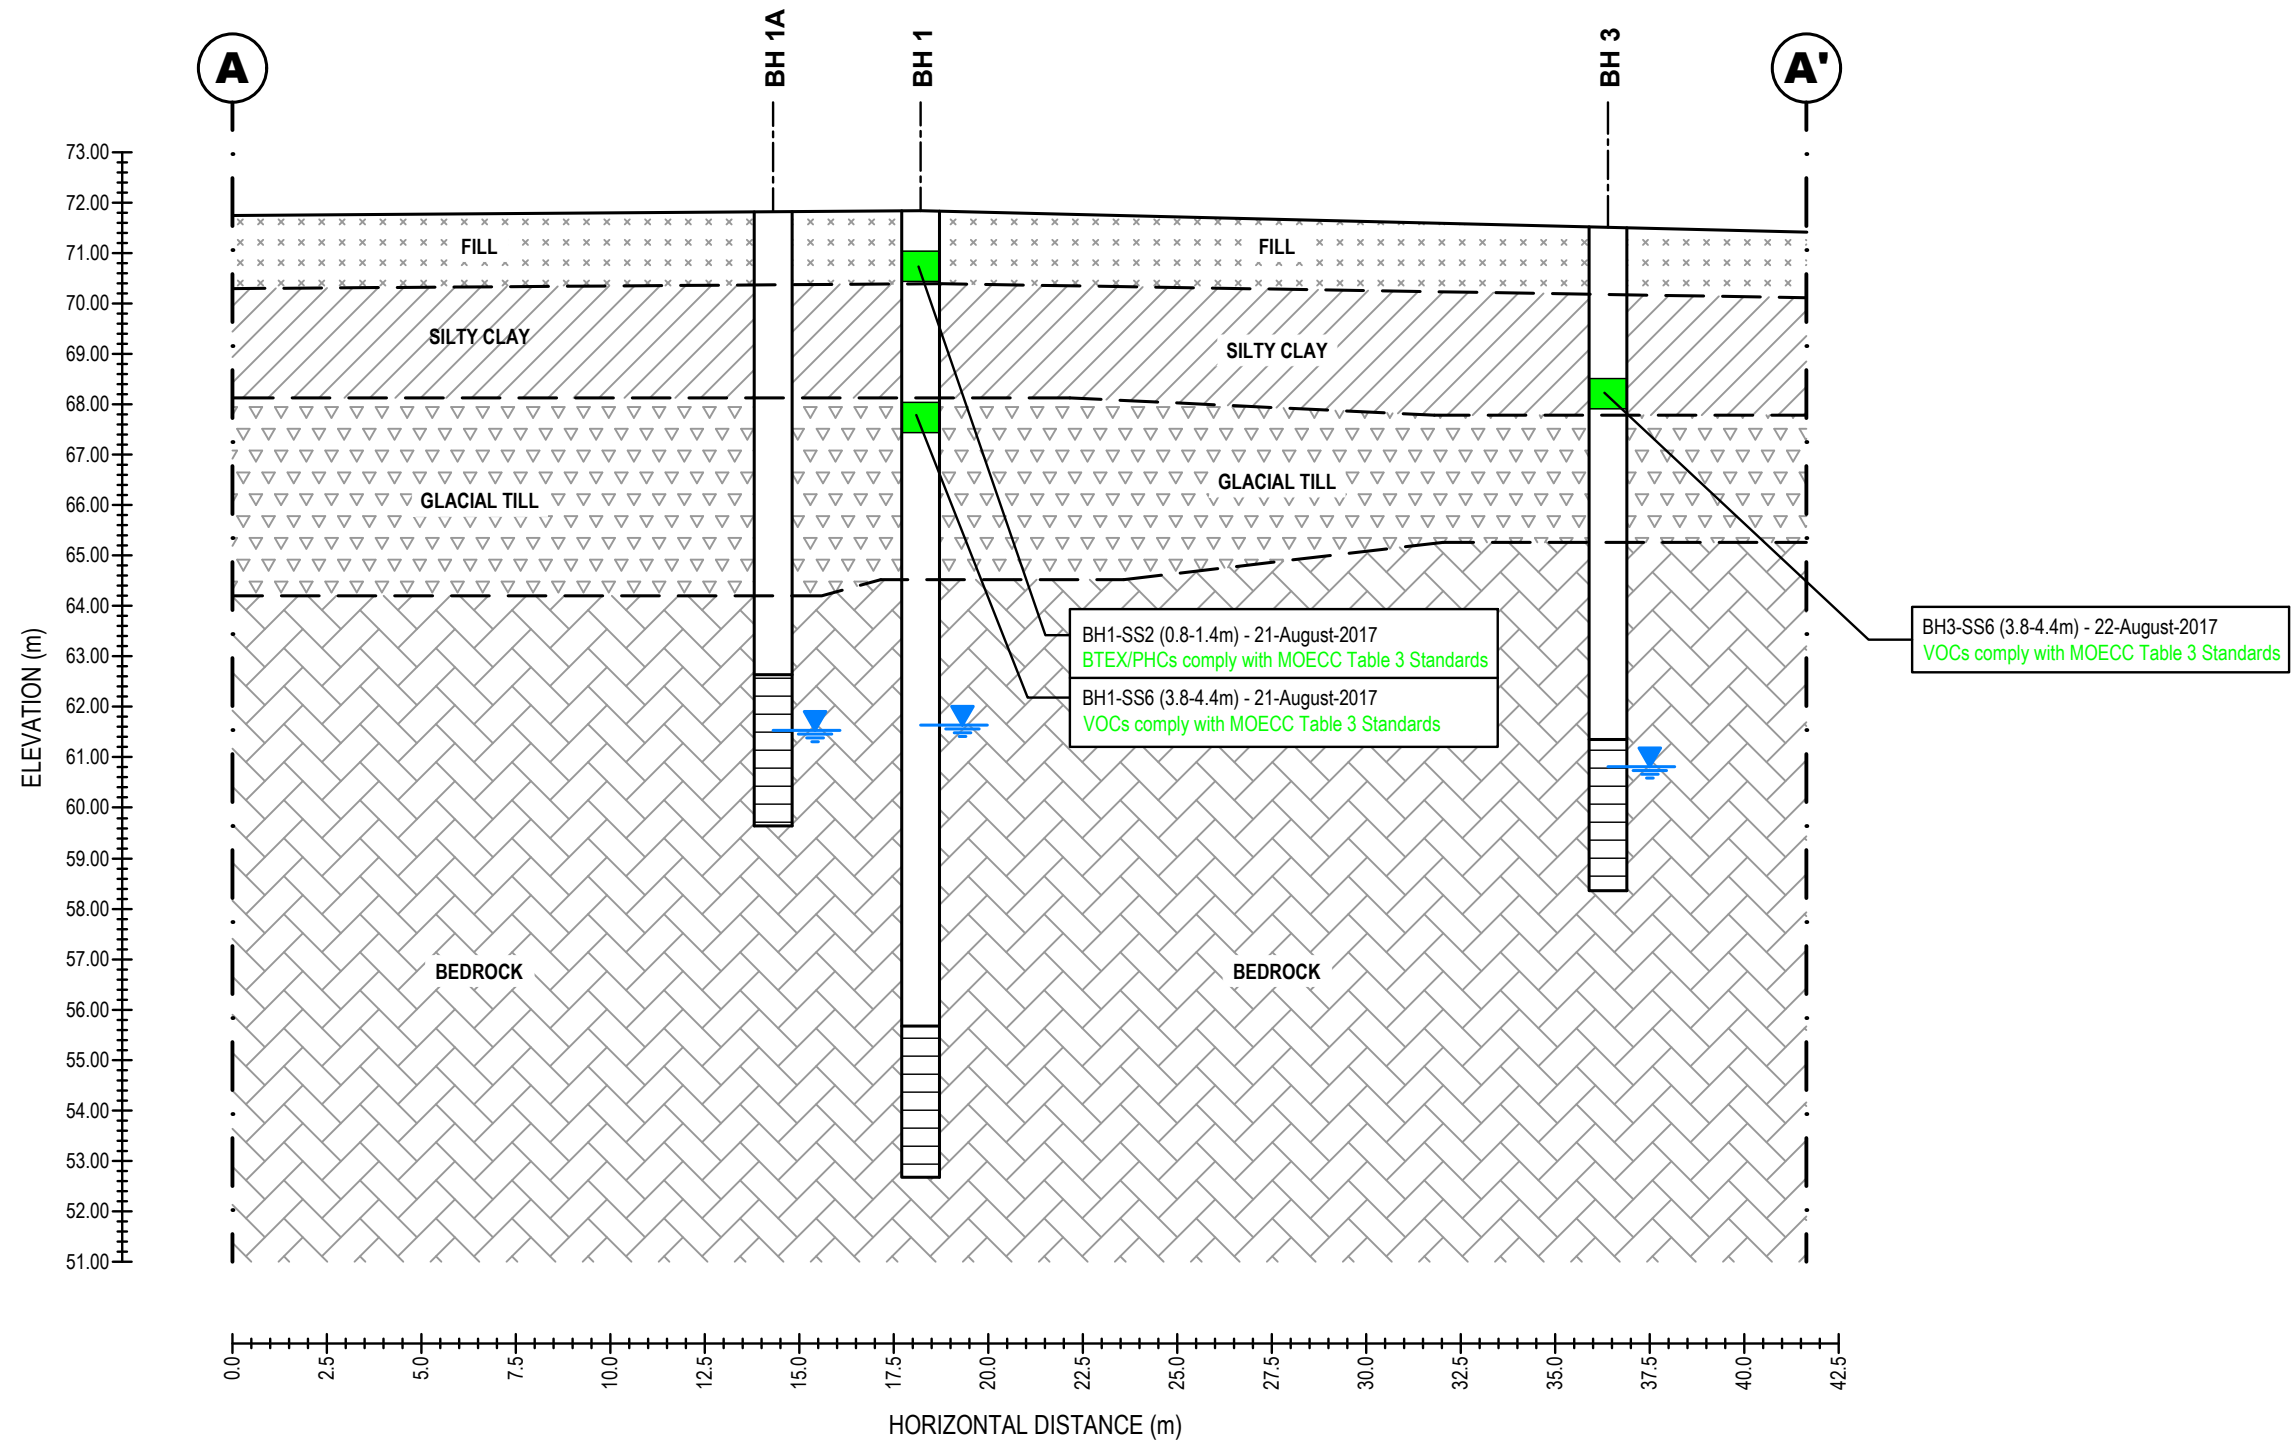 A
BH 1A
BH 1
BH 3
A'
73.00
72.00
71.00
70.00
69.00
68.00
67.00
66.00
65.00
64.00
63.00
62.00
61.00
60.00
59.00
58.00
57.00
56.00
55.00
54.00
53.00
52.00
51.00
ELEVATION (m)
FILL
FILL
SILTY CLAY
SILTY CLAY
GLACIAL TILL
GLACIAL TILL
BH1-SS2 (0.8-1.4m) - 21-August-2017
BTEX/PHCs comply with MOECC Table 3 Standards
BH1-SS6 (3.8-4.4m) - 21-August-2017
VOCs comply with MOECC Table 3 Standards
BH3-SS6 (3.8-4.4m) - 22-August-2017
VOCs comply with MOECC Table 3 Standards
BEDROCK
BEDROCK
0.0
2.5
5.0
7.5
10.0
12.5
15.0
17.5
20.0
22.5
25.0
27.5
30.0
32.5
35.0
37.5
40.0
42.5
HORIZONTAL DISTANCE (m)